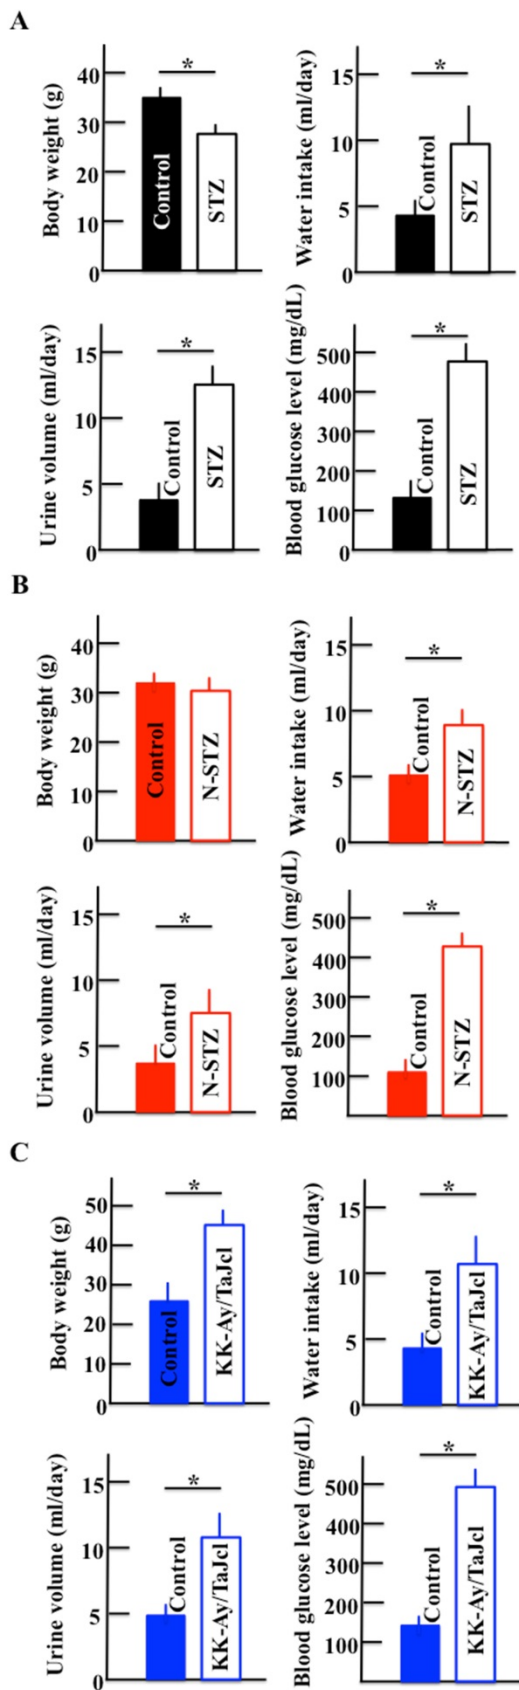 A
Body weight (g)
40
30
20
10
0
*
Control
STZ
Water intake (ml/day)
15
10
5
0
*
Control
STZ
Urine volume (ml/day)
15
10
5
0
*
Control
STZ
Blood glucose level (mg/dL)
500
400
300
200
100
0
*
Control
STZ
B
Body weight (g)
40
30
20
10
0
Control
N-STZ
Water intake (ml/day)
15
10
5
0
*
Control
N-STZ
Urine volume (ml/day)
15
10
5
0
*
Control
N-STZ
Blood glucose level (mg/dL)
500
400
300
200
100
*
Control
N-STZ
C
Body weight (g)
50
40
30
20
10
0
*
Control
KK-Ay/TaJcl
Water intake (ml/day)
15
10
5
0
*
Control
KK-Ay/TaJcl
Urine volume (ml/day)
15
10
5
0
*
Control
KK-Ay/TaJcl
Blood glucose level (mg/dL)
500
400
300
200
100
*
Control
KK-Ay/TaJcl